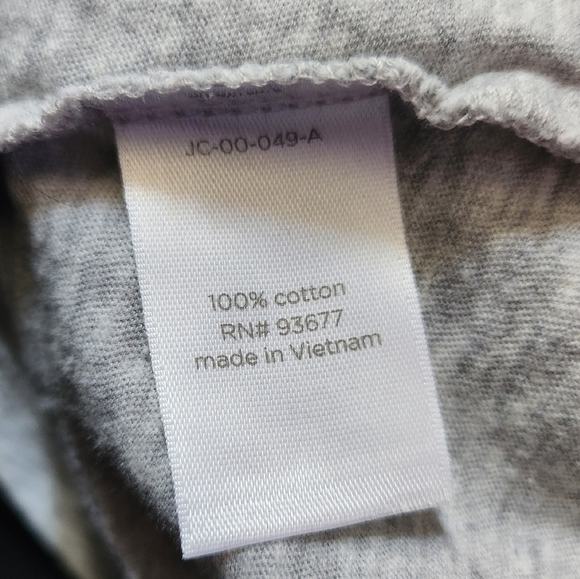 JC-00-049-A
100% cotton
RN# 93677
made in Vietnam